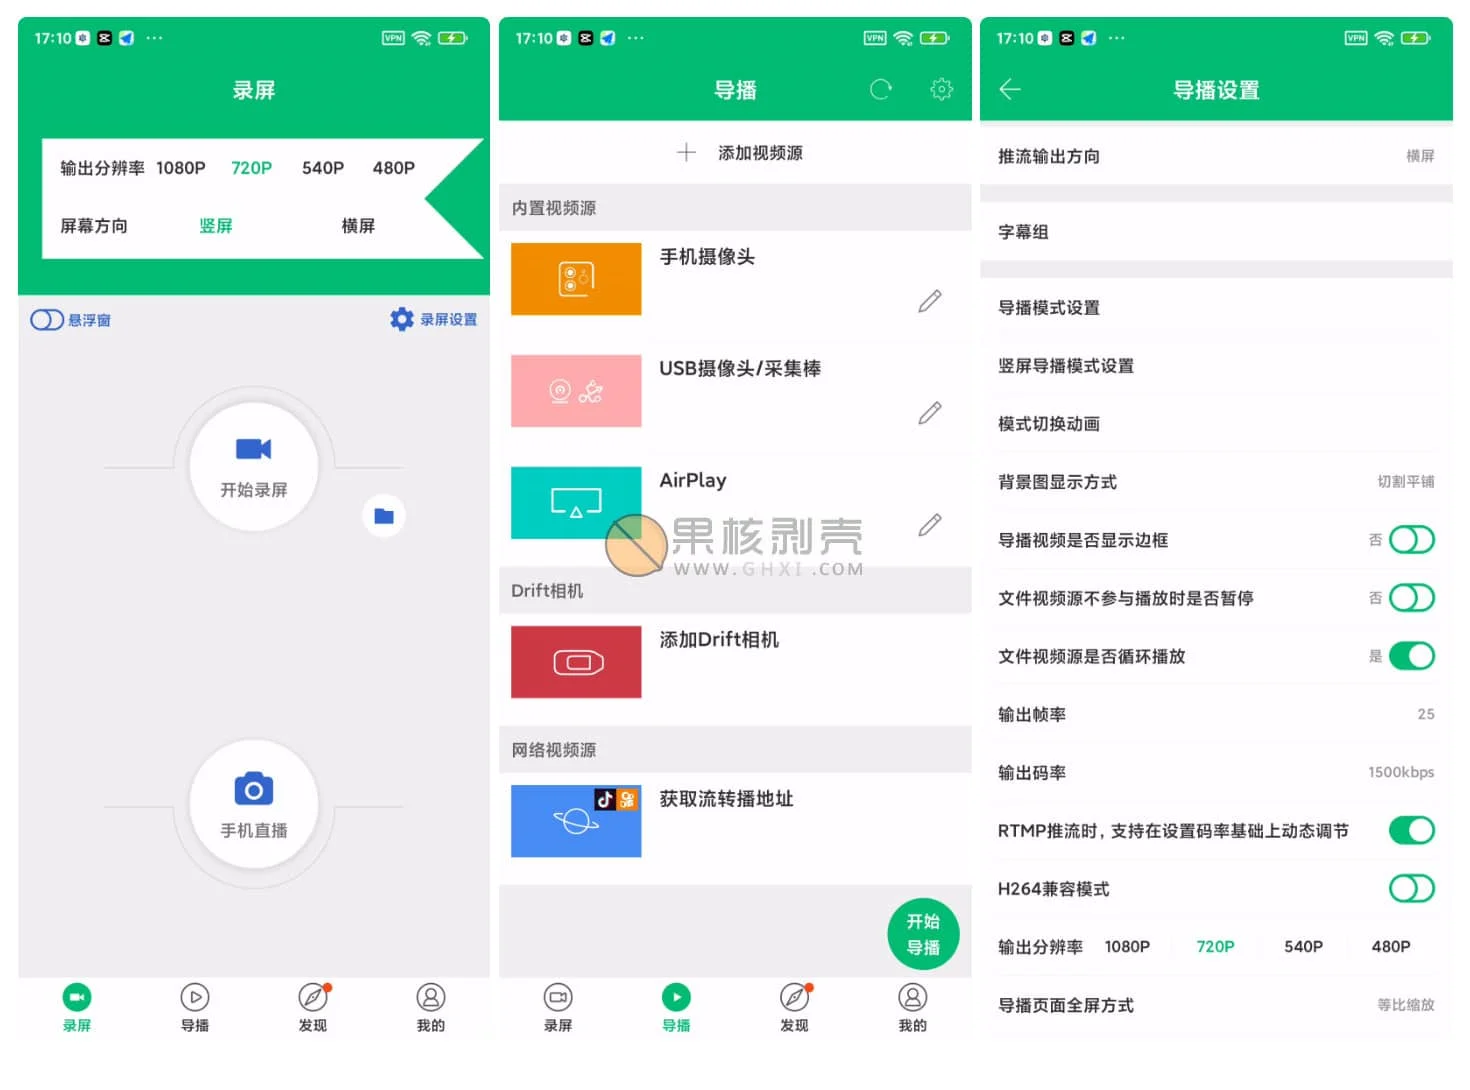 17:10 ··· VPN
录屏
输出分辨率 1080P 720P 540P 480P
屏幕方向 竖屏 横屏
悬浮窗 录屏设置
开始录屏
手机直播
录屏 导播 发现 我的
17:10 ··· VPN
导播
添加视频源
内置视频源
手机摄像头
USB摄像头/采集棒
AirPlay
果核剥壳
WWW.GHXI.COM
Drift相机
添加Drift相机
网络视频源
获取流转播地址
开始
导播
录屏 导播 发现 我的
17:10 ··· VPN
导播设置
推流输出方向 横屏
字幕组
导播模式设置
竖屏导播模式设置
模式切换动画
背景图显示方式 切割平铺
导播视频是否显示边框 否
文件视频源不参与播放时是否暂停 否
文件视频源是否循环播放 是
输出帧率 25
输出码率 1500kbps
RTMP推流时，支持在设置码率基础上动态调节
H264兼容模式
输出分辨率 1080P 720P 540P 480P
导播页面全屏方式 等比缩放